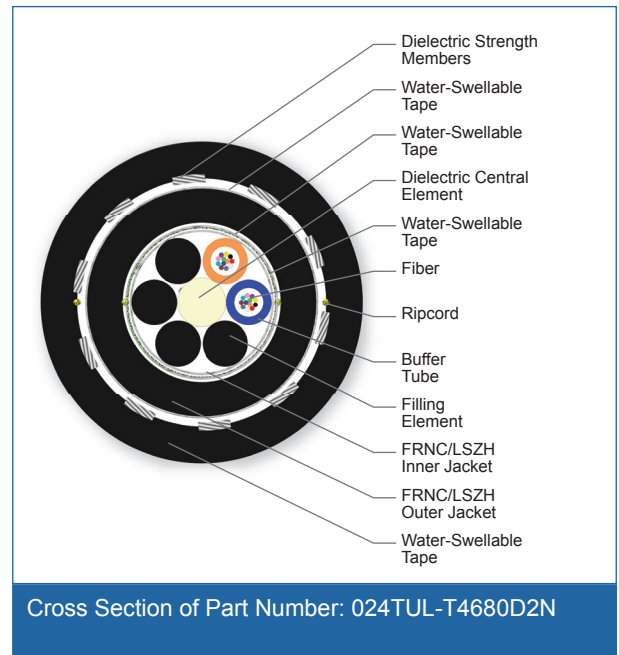 Dielectric Strength
Members
Water-Swellable
Tape
Water-Swellable
Tape
Dielectric Central
Element
Water-Swellable
Tape
Fiber
Ripcord
Buffer
Tube
Filling
Element
FRNC/LSZH
Inner Jacket
FRNC/LSZH
Outer Jacket
Water-Swellable
Tape
Cross Section of Part Number: 024TUL-T4680D2N